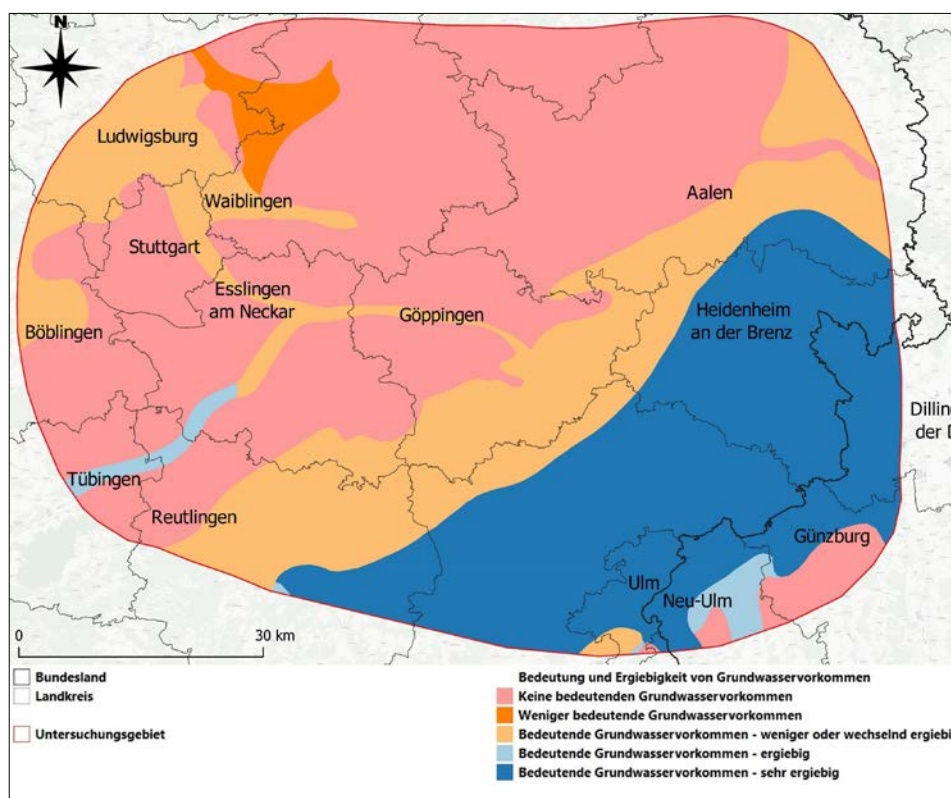 N
Ludwigsburg
Waiblingen
Aalen
Stuttgart
Esslingen
am Neckar
Göppingen
Heidenheim
an der Brenz
Böblingen
Dilling
der D
Tübingen
Reutlingen
Günzburg
Ulm
Neu-Ulm
0 30 km
Bundesland
Landkreis
Untersuchungsgebiet
Bedeutung und Ergiebigkeit von Grundwasservorkommen
Keine bedeutenden Grundwasservorkommen
Weniger bedeutende Grundwasservorkommen
Bedeutende Grundwasservorkommen - weniger oder wechselnd ergiebi
Bedeutende Grundwasservorkommen - ergiebig
Bedeutende Grundwasservorkommen - sehr ergiebig